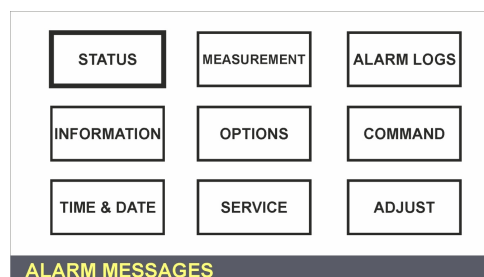 STATUS MEASUREMENT ALARM LOGS
INFORMATION OPTIONS COMMAND
TIME & DATE SERVICE ADJUST
ALARM MESSAGES